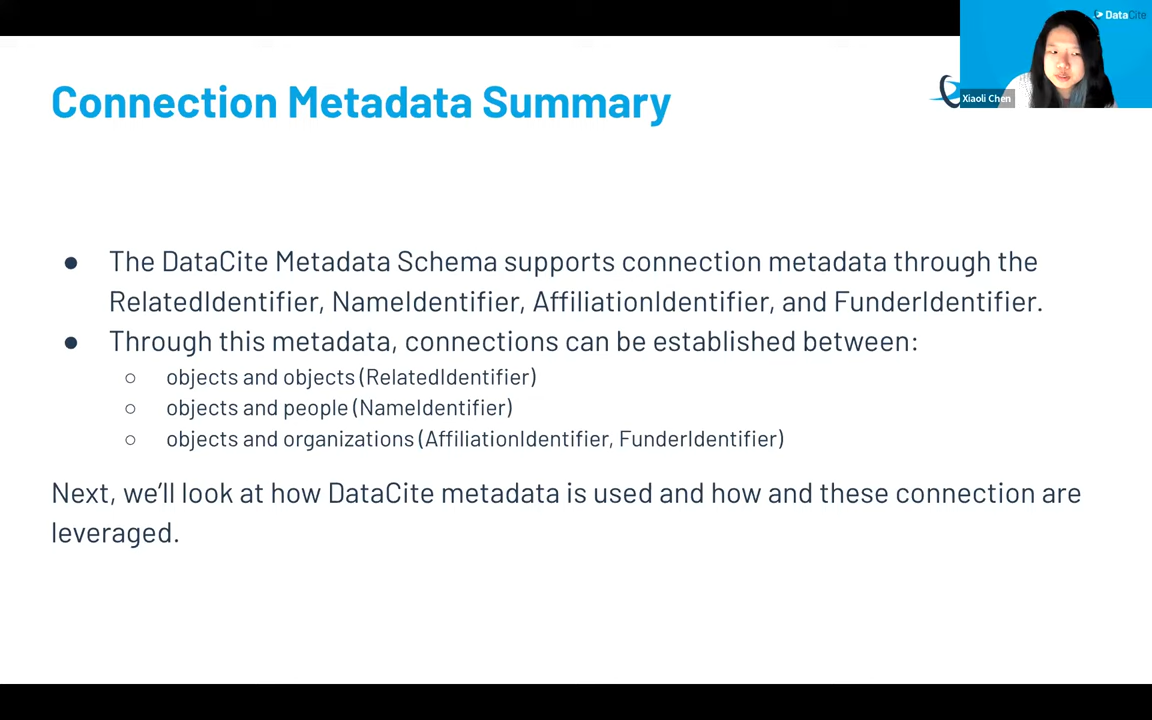 Connection Metadata Summary
DataCite
Xiaoli Chen
● The DataCite Metadata Schema supports connection metadata through the
RelatedIdentifier, NameIdentifier, AffiliationIdentifier, and FunderIdentifier.
● Through this metadata, connections can be established between:
○ objects and objects (RelatedIdentifier)
○ objects and people (NameIdentifier)
○ objects and organizations (AffiliationIdentifier, FunderIdentifier)
Next, we’ll look at how DataCite metadata is used and how and these connection are
leveraged.